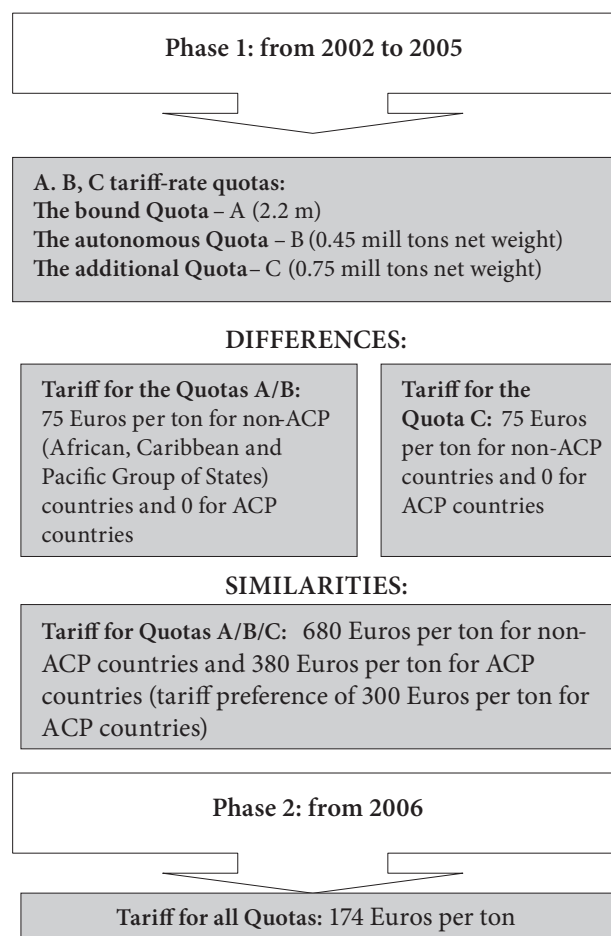 Phase 1: from 2002 to 2005
A. B, C tariff-rate quotas:
The bound Quota – A (2.2 m)
The autonomous Quota – B (0.45 mill tons net weight)
The additional Quota– C (0.75 mill tons net weight)
DIFFERENCES:
Tariff for the Quotas A/B:
75 Euros per ton for non-ACP
(African, Caribbean and
Pacific Group of States)
countries and 0 for ACP
countries
Tariff for the
Quota C: 75 Euros
per ton for non-ACP
countries and 0 for
ACP countries
SIMILARITIES:
Tariff for Quotas A/B/C: 680 Euros per ton for non-
ACP countries and 380 Euros per ton for ACP
countries (tariff preference of 300 Euros per ton for
ACP countries)
Phase 2: from 2006
Tariff for all Quotas: 174 Euros per ton